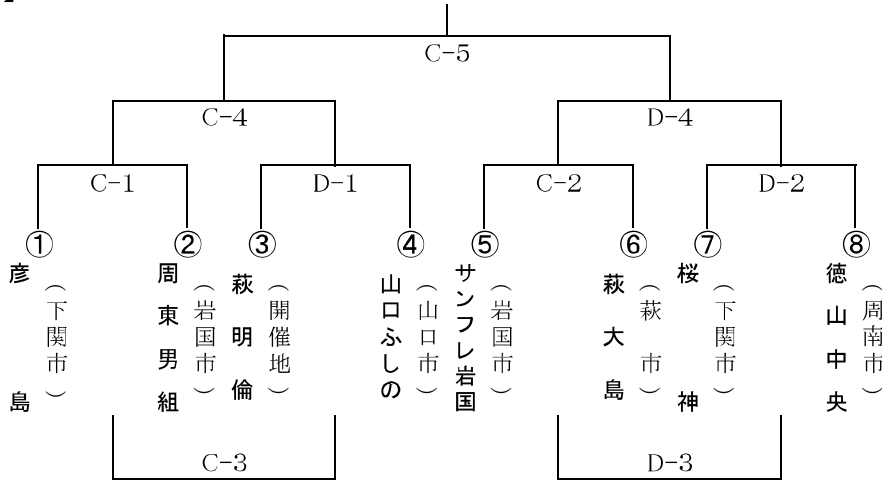 C-5
C-4
D-4
C-1
D-1
C-2
D-2
①
②
③
④
⑤
⑥
⑦
⑧
彦島
(下関市)
周東男組
(岩国市)
萩明倫
(開催地)
山口ふしの
(山口市)
サンフレ岩国
(岩国市)
萩大島
(萩市)
桜神
(下関市)
徳山中央
(周南市)
C-3
D-3